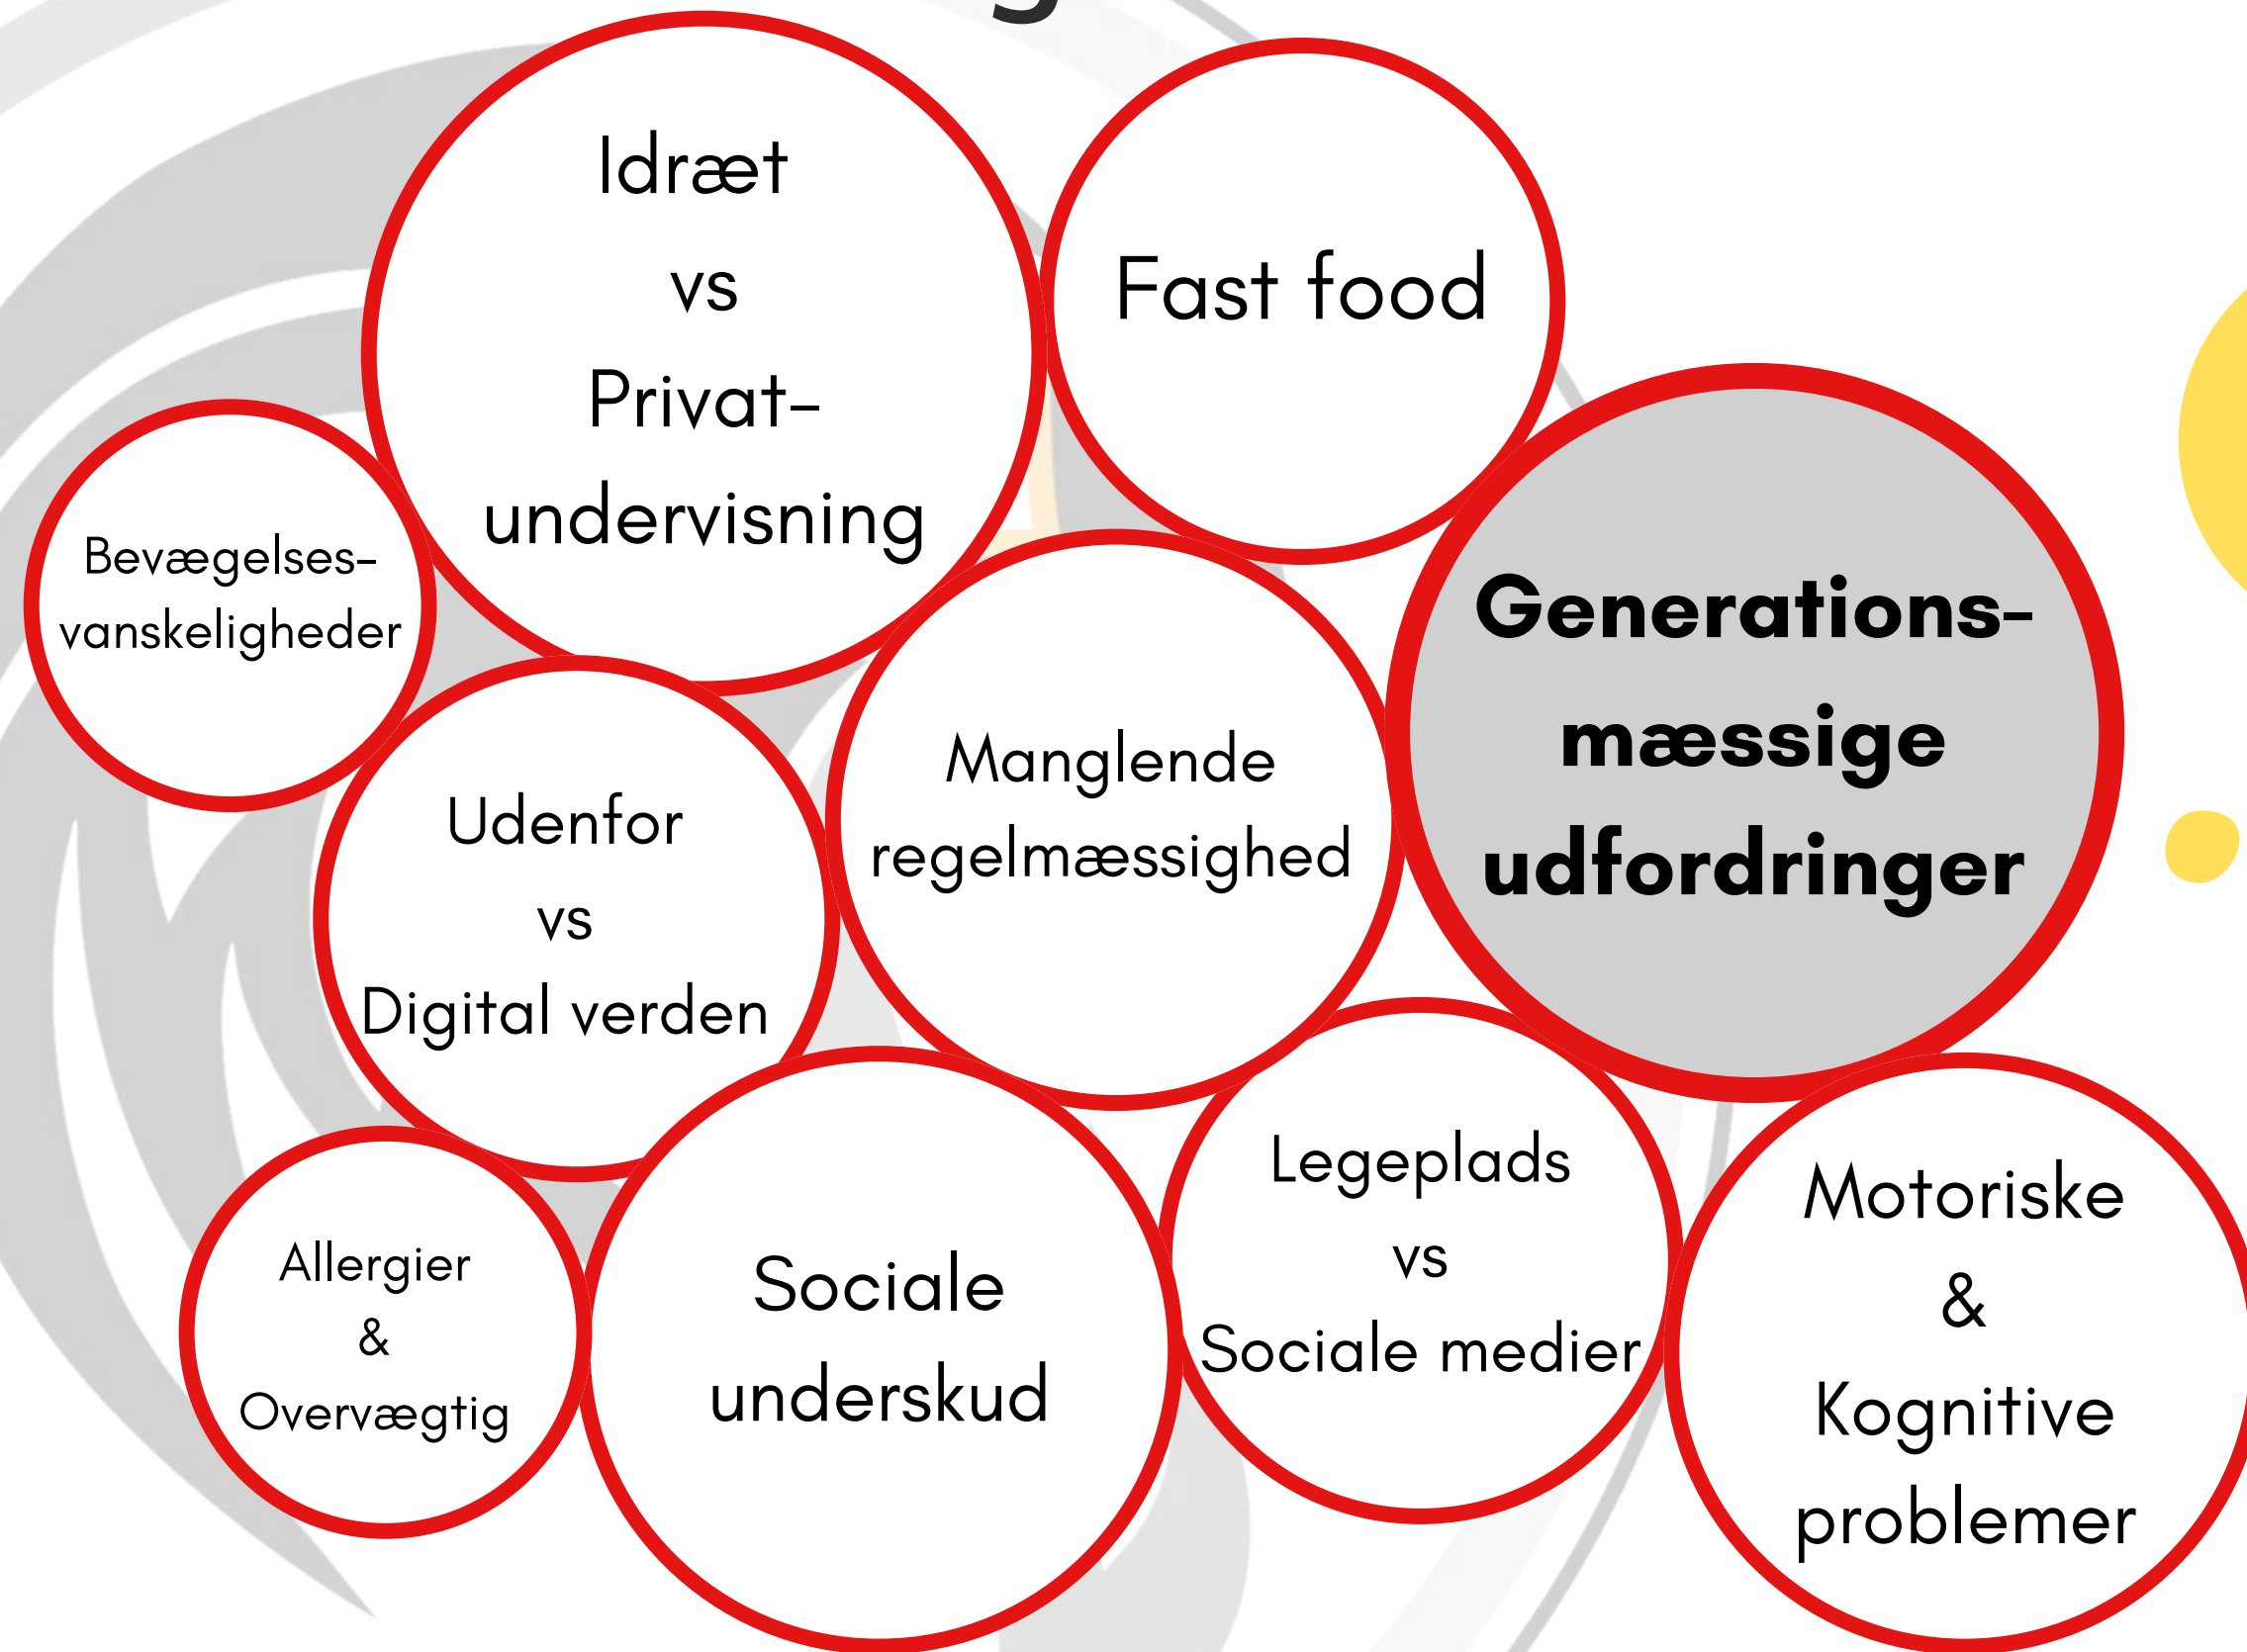 Idræt
vs
Privat-
undervisning
Fast food
Bevægelses-
vanskeligheder
Generations-
mæssige
udfordringer
Udenfor
vs
Digital verden
Manglende
regelmæssighed
Legeplads
vs
Sociale medier
Motoriske
&
Kognitive
problemer
Allergier
&
Overvægtig
Sociale
underskud